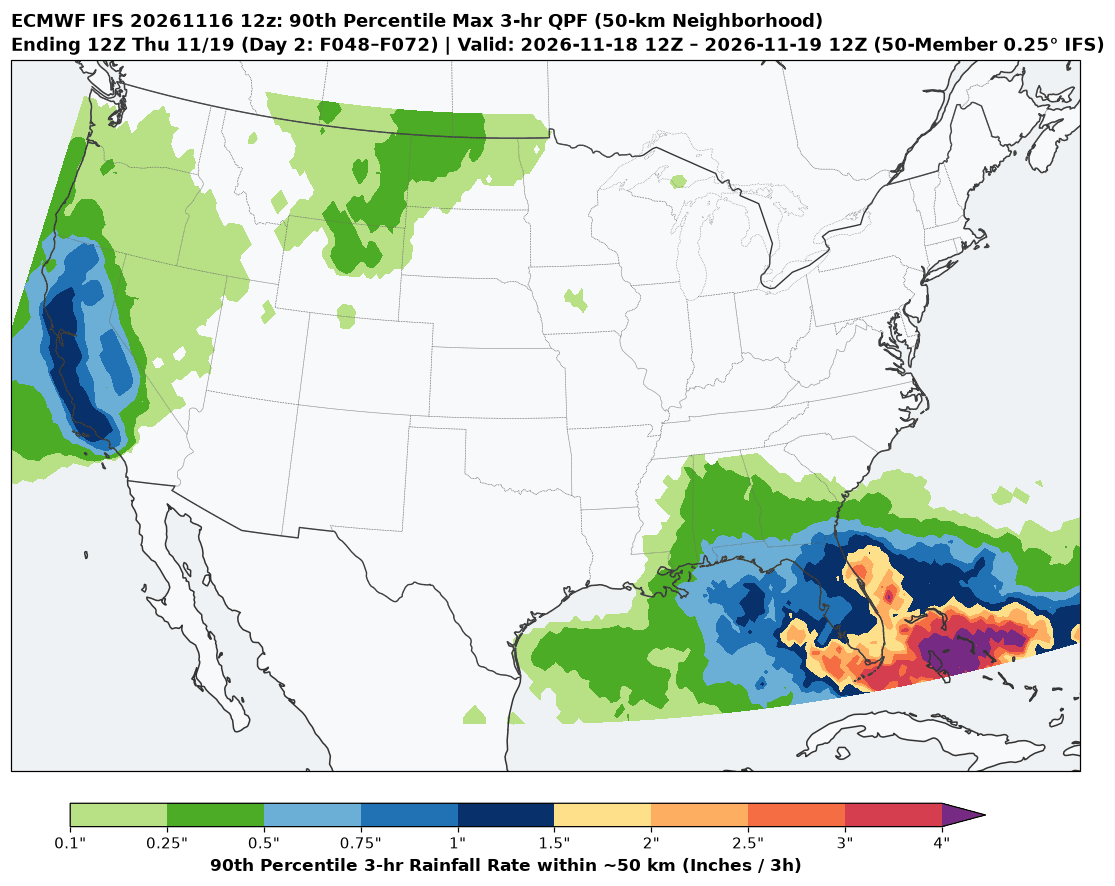 ECMWF IFS 20261116 12z: 90th Percentile Max 3-hr QPF (50-km Neighborhood)
Ending 12Z Thu 11/19 (Day 2: F048–F072) | Valid: 2026-11-18 12Z – 2026-11-19 12Z (50-Member 0.25° IFS)
0.1" 0.25" 0.5" 0.75" 1" 1.5" 2" 2.5" 3" 4"
90th Percentile 3-hr Rainfall Rate within ~50 km (Inches / 3h)